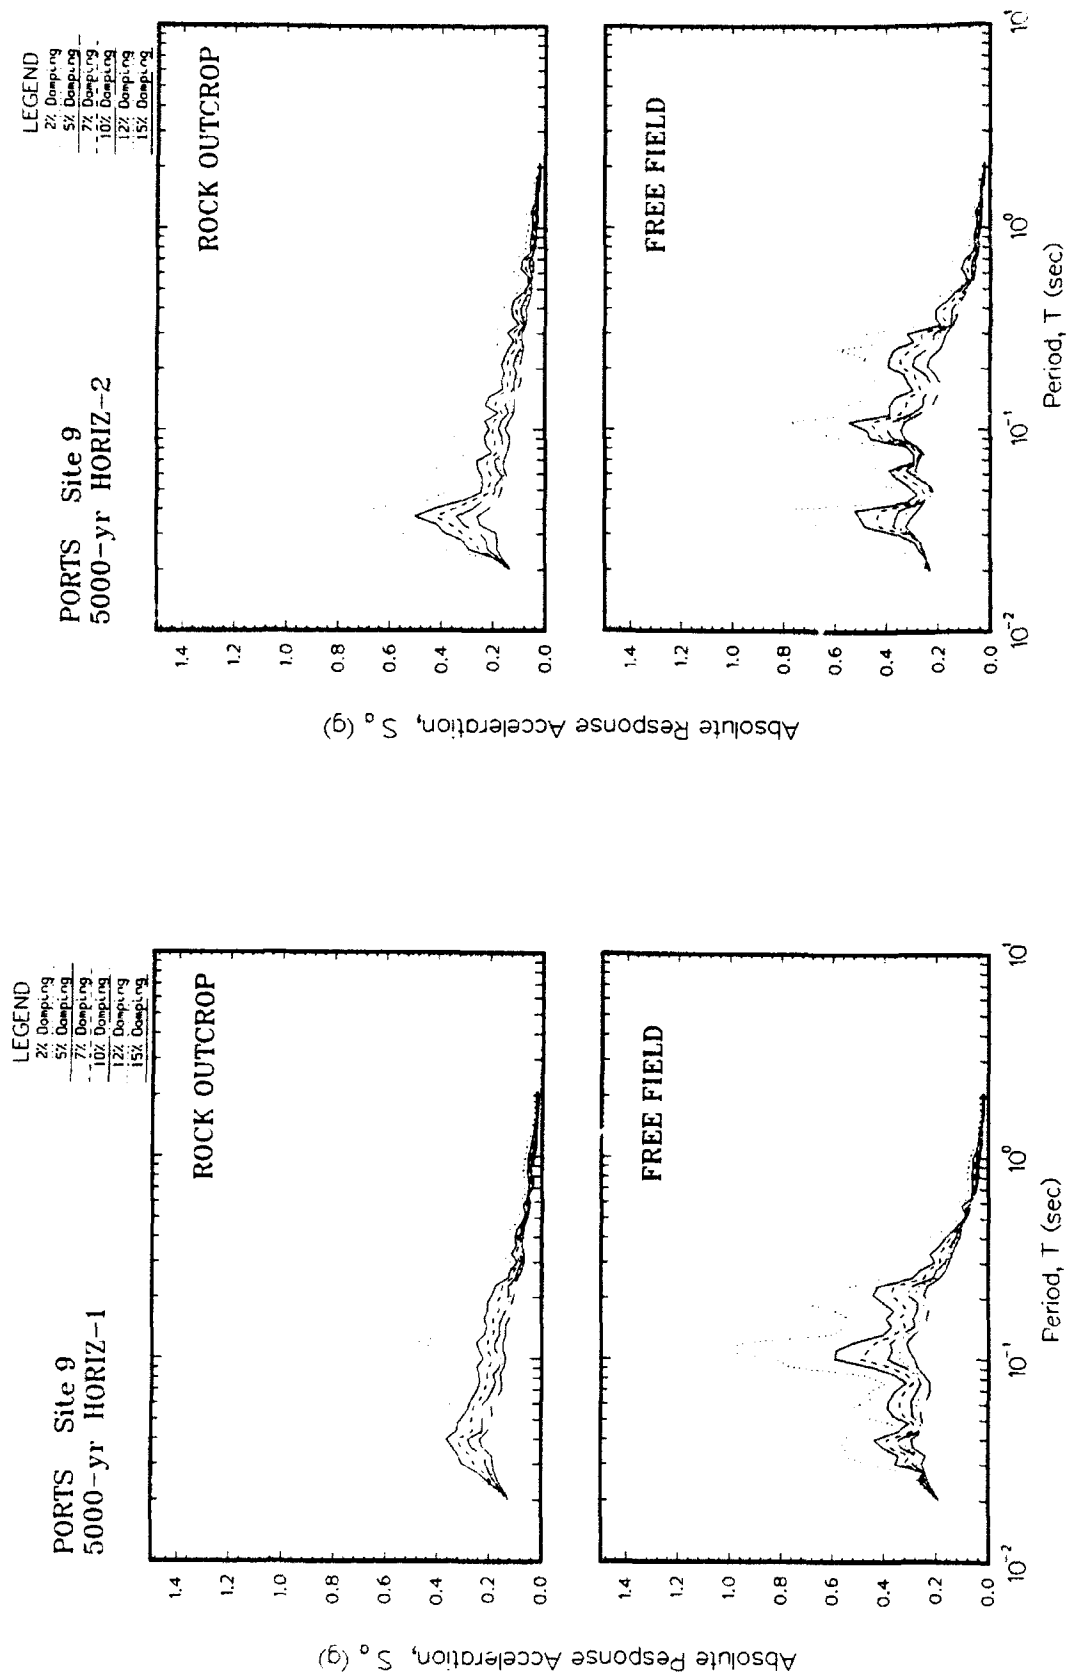 PORTS Site 9
5000-yr HORIZ-1
LEGEND
2% Damping
5% Damping
7% Damping
10% Damping
12% Damping
15% Damping
ROCK OUTCROP
1.4
1.2
1.0
0.8
0.6
0.4
0.2
0.0
FREE FIELD
1.4
1.2
1.0
0.8
0.6
0.4
0.2
0.0
10⁻²
10⁻¹
10⁰
10¹
Period, T (sec)
Absolute Response Acceleration, S a (g)
PORTS Site 9
5000-yr HORIZ-2
LEGEND
2% Damping
5% Damping
7% Damping
10% Damping
12% Damping
15% Damping
ROCK OUTCROP
1.4
1.2
1.0
0.8
0.6
0.4
0.2
0.0
FREE FIELD
1.4
1.2
1.0
0.8
0.6
0.4
0.2
0.0
10⁻²
10⁻¹
10⁰
10¹
Period, T (sec)
Absolute Response Acceleration, S a (g)